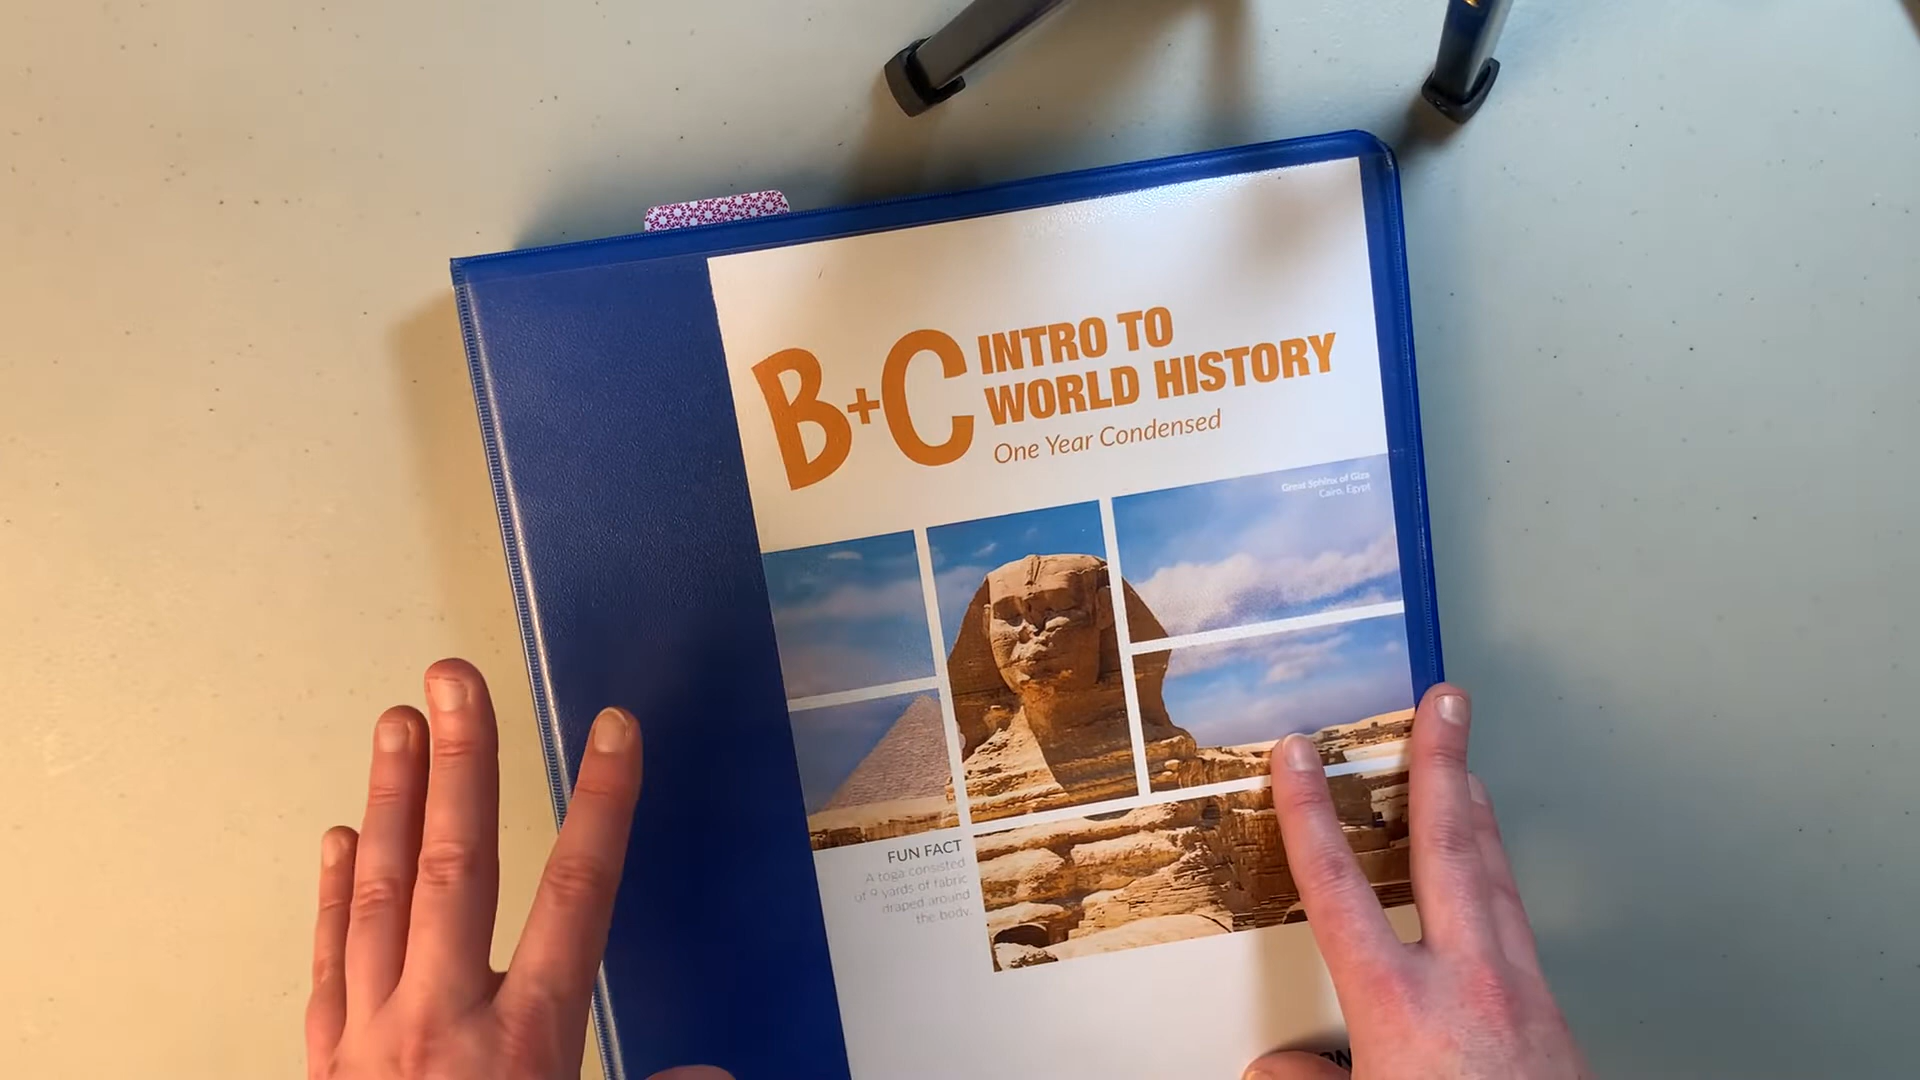 B+C
INTRO TO
WORLD HISTORY
One Year Condensed
Great Sphinx of Giza
Cairo, Egypt
FUN FACT
A toga consisted
of 9 yards of fabric
draped around
the body.